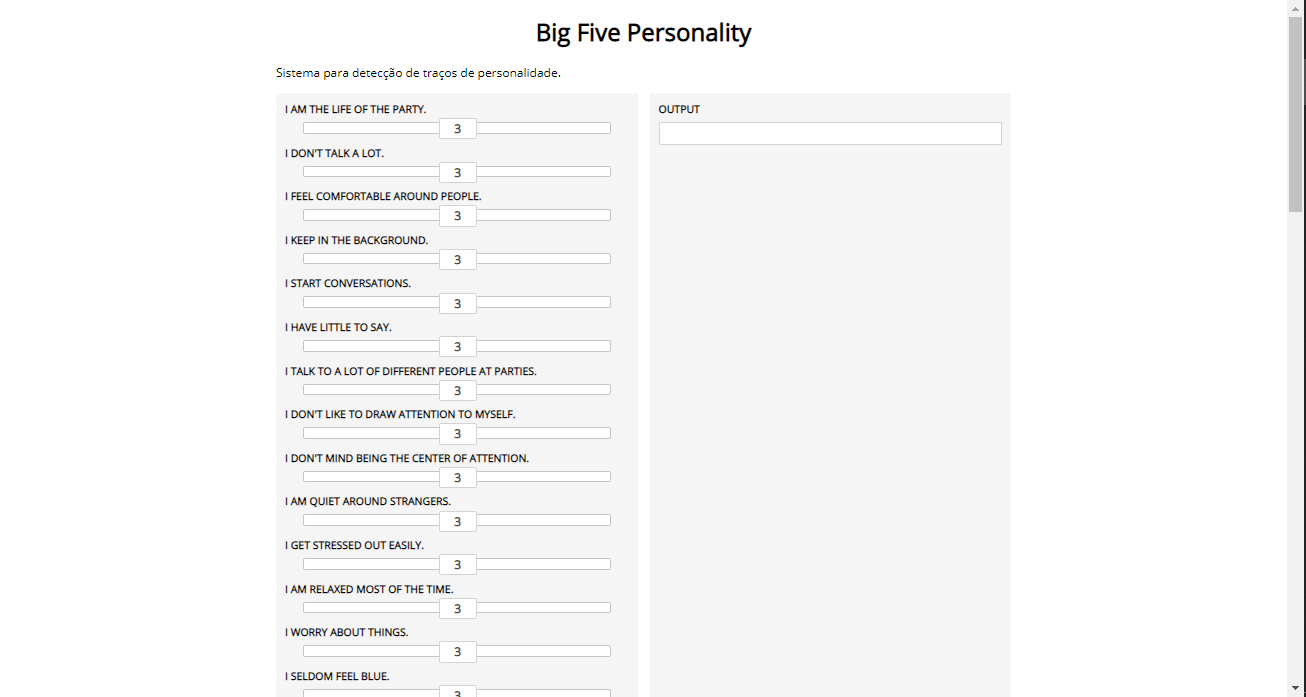 Big Five Personality
Sistema para detecção de traços de personalidade.
I AM THE LIFE OF THE PARTY.
3
I DON'T TALK A LOT.
3
I FEEL COMFORTABLE AROUND PEOPLE.
3
I KEEP IN THE BACKGROUND.
3
I START CONVERSATIONS.
3
I HAVE LITTLE TO SAY.
3
I TALK TO A LOT OF DIFFERENT PEOPLE AT PARTIES.
3
I DON'T LIKE TO DRAW ATTENTION TO MYSELF.
3
I DON'T MIND BEING THE CENTER OF ATTENTION.
3
I AM QUIET AROUND STRANGERS.
3
I GET STRESSED OUT EASILY.
3
I AM RELAXED MOST OF THE TIME.
3
I WORRY ABOUT THINGS.
3
I SELDOM FEEL BLUE.
3
OUTPUT